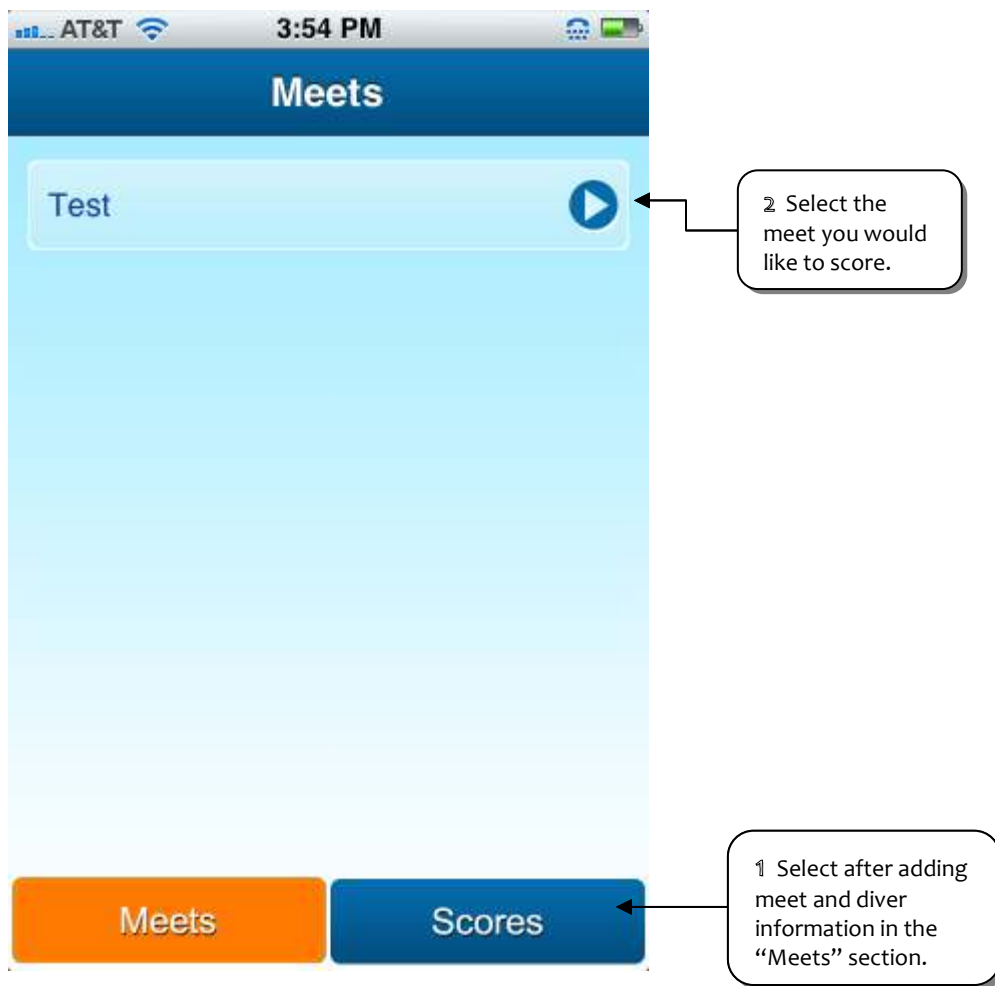 AT&T 3:54 PM
Meets
Test
2 Select the
meet you would
like to score.
1 Select after adding
meet and diver
information in the
“Meets” section.
Meets Scores